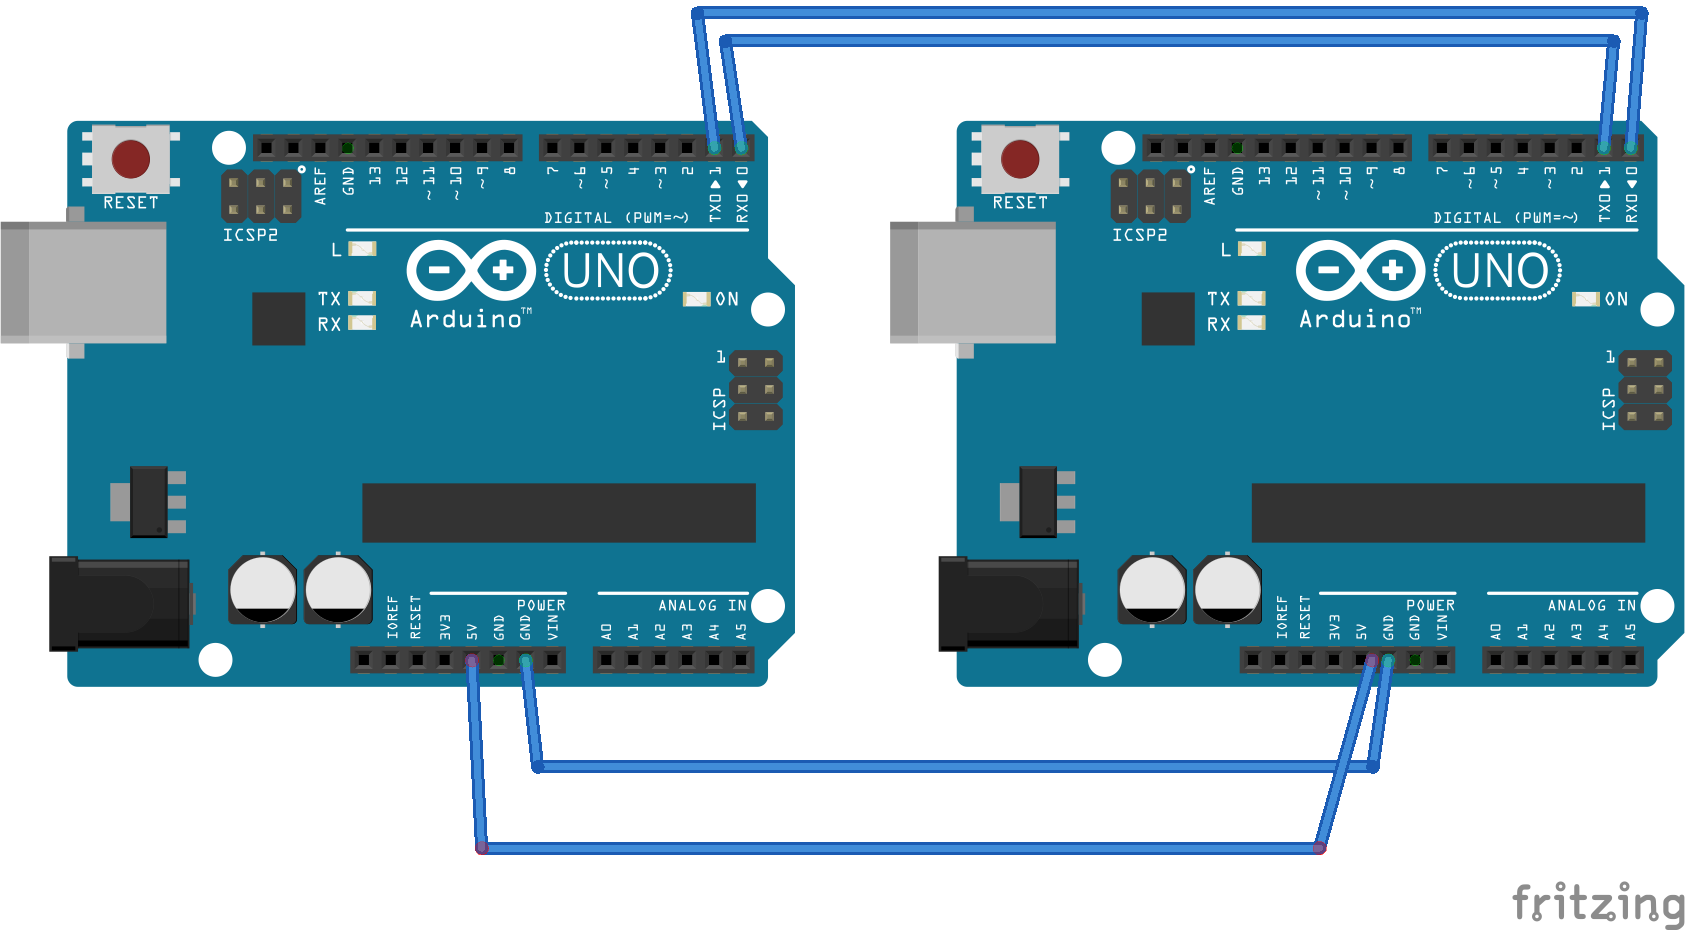 RESET
ICSP2
AREF
GND
13
12
~11
~10
~9
8
7
~6
~5
4
~3
2
TX0▶1
RX0◀0
DIGITAL (PWM=~)
L
TX
RX
Arduino™
UNO
ON
1
ICSP
IOREF
RESET
3V3
5V
GND
GND
VIN
POWER
ANALOG IN
A0
A1
A2
A3
A4
A5
RESET
ICSP2
AREF
GND
13
12
~11
~10
~9
8
7
~6
~5
4
~3
2
TX0▶1
RX0◀0
DIGITAL (PWM=~)
L
TX
RX
Arduino™
UNO
ON
1
ICSP
IOREF
RESET
3V3
5V
GND
GND
VIN
POWER
ANALOG IN
A0
A1
A2
A3
A4
A5
fritzing